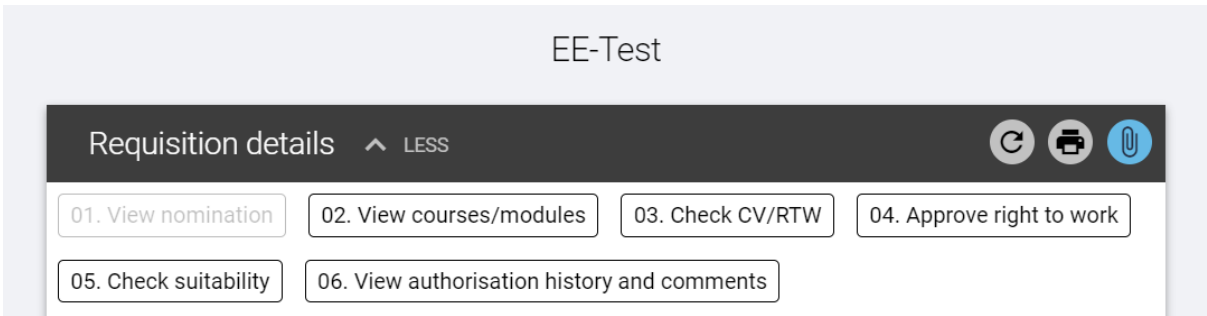 EE-Test
Requisition details LESS
01. View nomination 02. View courses/modules 03. Check CV/RTW 04. Approve right to work
05. Check suitability 06. View authorisation history and comments